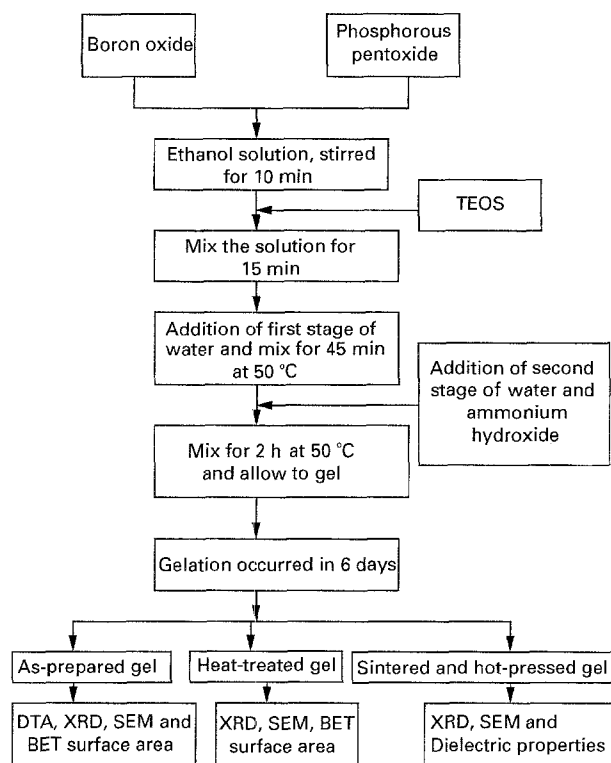 Boron oxide
Phosphorous
pentoxide
Ethanol solution, stirred
for 10 min
TEOS
Mix the solution for
15 min
Addition of first stage of
water and mix for 45 min
at 50 °C
Addition of second
stage of water and
ammonium
hydroxide
Mix for 2 h at 50 °C
and allow to gel
Gelation occurred in 6 days
As-prepared gel
Heat-treated gel
Sintered and hot-pressed gel
DTA, XRD, SEM and
BET surface area
XRD, SEM, BET
surface area
XRD, SEM and
Dielectric properties